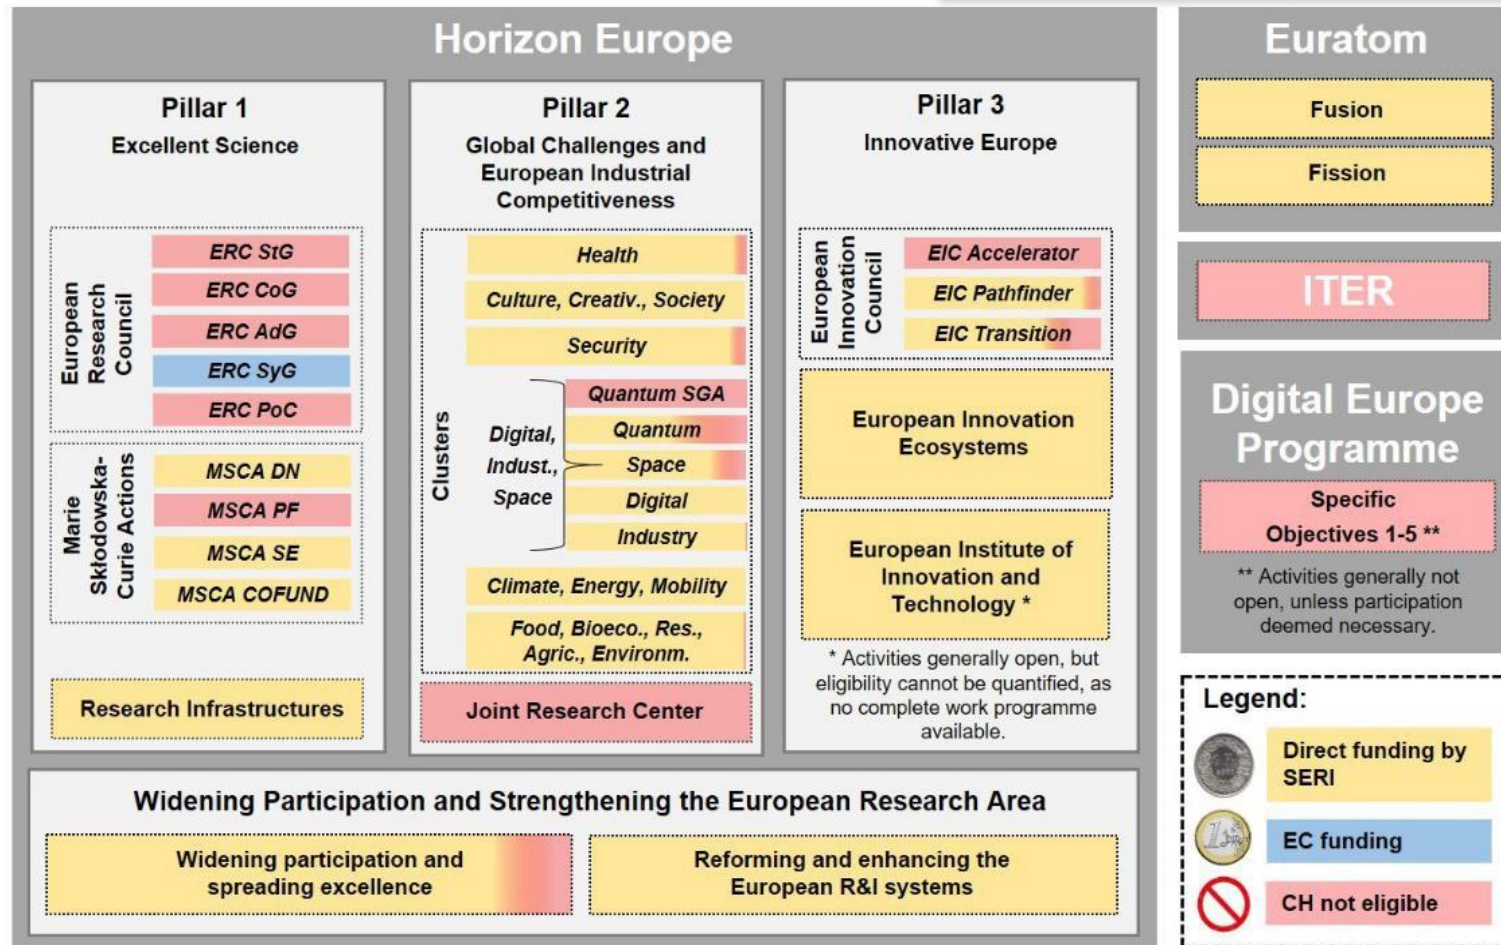 Horizon Europe
Pillar 1
Excellent Science
European
Research
Council
ERC StG
ERC CoG
ERC AdG
ERC SyG
ERC PoC
Marie
Skłodowska-
Curie Actions
MSCA DN
MSCA PF
MSCA SE
MSCA COFUND
Research Infrastructures
Pillar 2
Global Challenges and
European Industrial
Competitiveness
Clusters
Health
Culture, Creativ., Society
Security
Digital,
Indust.,
Space
Quantum SGA
Quantum
Space
Digital
Industry
Climate, Energy, Mobility
Food, Bioeco., Res.,
Agric., Environm.
Joint Research Center
Pillar 3
Innovative Europe
European
Innovation
Council
EIC Accelerator
EIC Pathfinder
EIC Transition
European Innovation
Ecosystems
European Institute of
Innovation and
Technology *
* Activities generally open, but
eligibility cannot be quantified, as
no complete work programme
available.
Widening Participation and Strengthening the European Research Area
Widening participation and
spreading excellence
Reforming and enhancing the
European R&I systems
Euratom
Fusion
Fission
ITER
Digital Europe
Programme
Specific
Objectives 1-5 **
** Activities generally not
open, unless participation
deemed necessary.
Legend:
Direct funding by
SERI
EC funding
CH not eligible